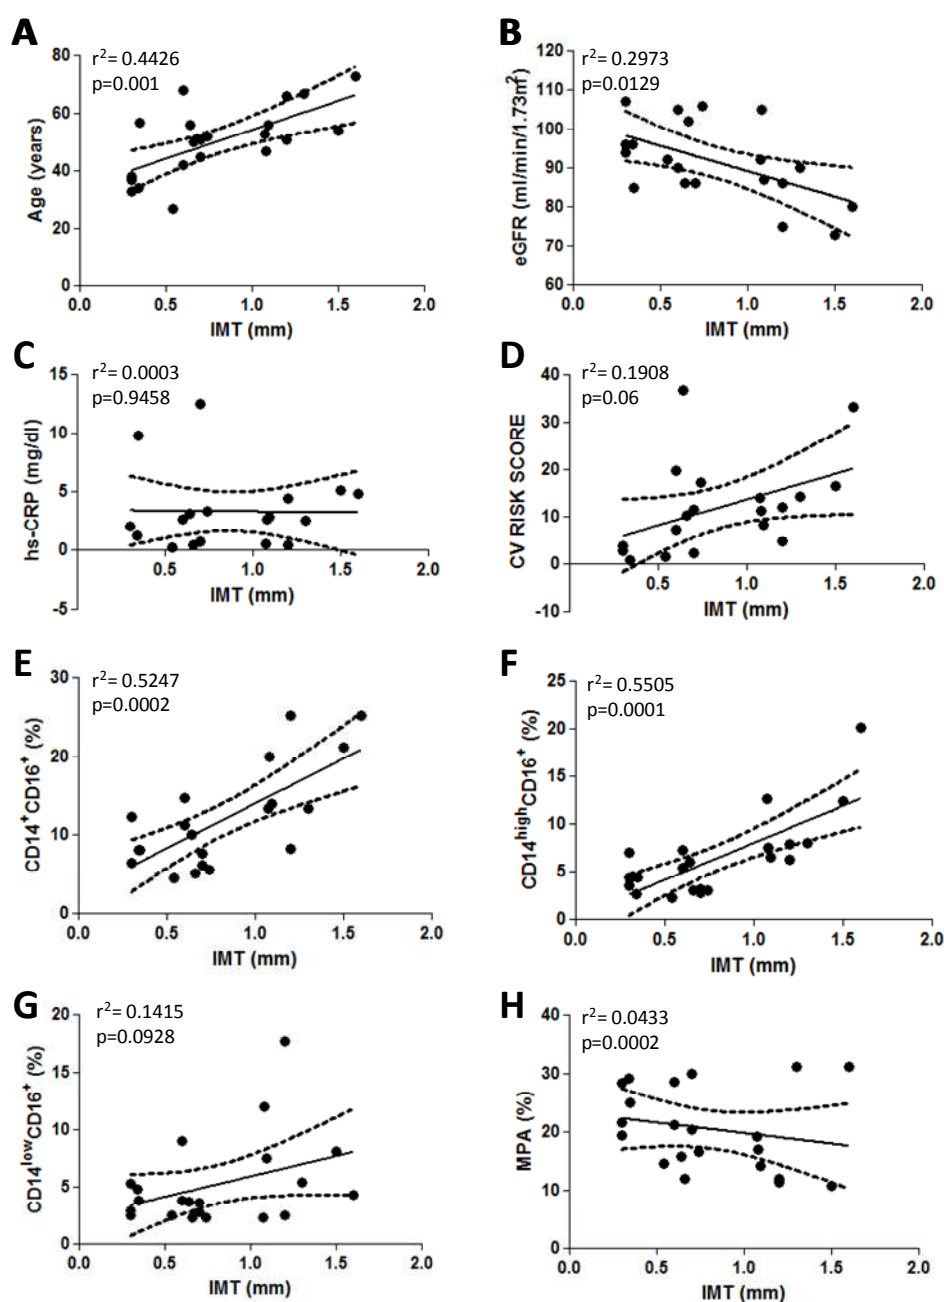 A
r²= 0.4426
p=0.001
Age (years)
80
60
40
20
0
0.0 0.5 1.0 1.5 2.0
IMT (mm)
B
r²= 0.2973
p=0.0129
eGFR (ml/min/1.73m²)
120
110
100
90
80
70
60
0.0 0.5 1.0 1.5 2.0
IMT (mm)
C
r²= 0.0003
p=0.9458
hs-CRP (mg/dl)
15
10
5
0
-5
0.5 1.0 1.5 2.0
IMT (mm)
D
r²= 0.1908
p=0.06
CV RISK SCORE
40
30
20
10
0
-10
0.5 1.0 1.5 2.0
IMT (mm)
E
r²= 0.5247
p=0.0002
CD14⁺CD16⁺ (%)
30
20
10
0
0.0 0.5 1.0 1.5 2.0
IMT (mm)
F
r²= 0.5505
p=0.0001
CD14ʰⁱᵍʰCD16⁺ (%)
25
20
15
10
5
0
0.0 0.5 1.0 1.5 2.0
IMT (mm)
G
r²= 0.1415
p=0.0928
CD14ˡᵒʷCD16⁺ (%)
20
15
10
5
0
0.0 0.5 1.0 1.5 2.0
IMT (mm)
H
r²= 0.0433
p=0.0002
MPA (%)
40
30
20
10
0
0.0 0.5 1.0 1.5 2.0
IMT (mm)